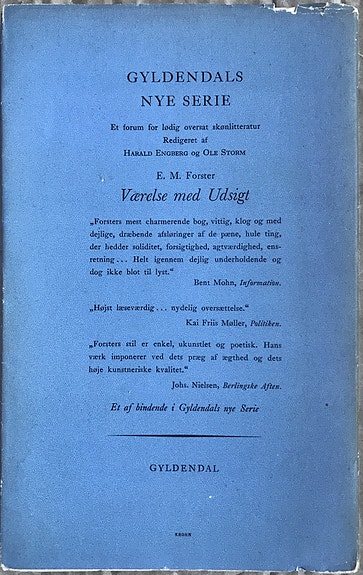 GYLDENDALS
NYE SERIE
Et forum for lødig oversat skønlitteratur
Redigeret af
HARALD ENGBERG OG OLE STORM
E. M. Forster
Værelse med Udsigt
„Forsters mest charmerende bog, vittig, klog og med
dejlige, dræbende afsløringer af de pæne, hule ting,
der hedder soliditet, forsigtighed, agtværdighed, ens-
retning... Helt igennem dejlig underholdende og
dog ikke blot til lyst.“
Bent Mohn, Information.
„Højst læseværdig... nydelig oversættelse.“
Kai Friis Møller, Politiken.
„Forsters stil er enkel, ukunstlet og poetisk. Hans
værk imponerer ved dets præg af ægthed og dets
høje kunstneriske kvalitet.“
Johs. Nielsen, Berlingske Aften.
Et af bindende i Gyldendals nye Serie
GYLDENDAL
KROHN